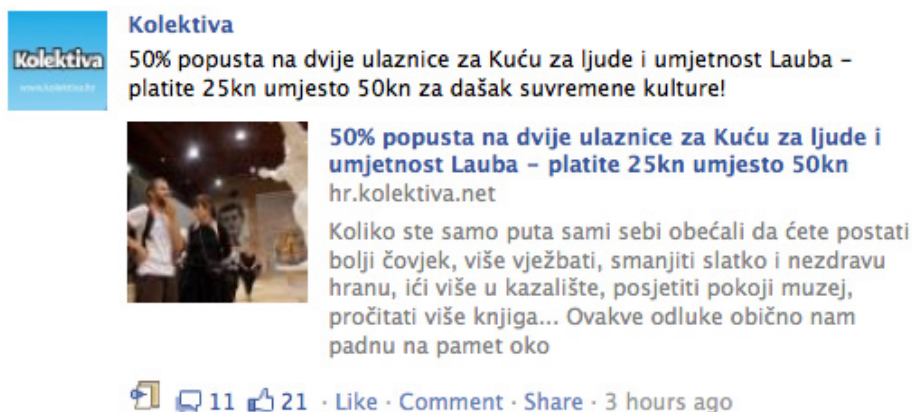 Kolektiva
Kolektiva
www.kolektiva.hr
50% popusta na dvije ulaznice za Kuću za ljude i umjetnost Lauba –
platite 25kn umjesto 50kn za dašak suvremene kulture!
50% popusta na dvije ulaznice za Kuću za ljude i
umjetnost Lauba – platite 25kn umjesto 50kn
hr.kolektiva.net
Koliko ste samo puta sami sebi obećali da ćete postati
bolji čovjek, više vježbati, smanjiti slatko i nezdravu
hranu, ići više u kazalište, posjetiti pokoji muzej,
pročitati više knjiga... Ovakve odluke obično nam
padnu na pamet oko
11 21 · Like · Comment · Share · 3 hours ago